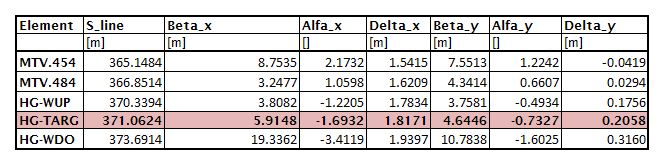 Element S_line Beta_x Alfa_x Delta_x Beta_y Alfa_y Delta_y
[m] [m] [] [m] [m] [] [m]
MTV.454 365.1484 8.7535 2.1732 1.5415 7.5513 1.2242 -0.0419
MTV.484 366.8514 3.2477 1.0598 1.6209 4.3414 0.6607 0.0294
HG-WUP 370.3394 3.8082 -1.2205 1.7834 3.7581 -0.4934 0.1756
HG-TARG 371.0624 5.9148 -1.6932 1.8171 4.6446 -0.7327 0.2058
HG-WDO 373.6914 19.3362 -3.4119 1.9397 10.7838 -1.6025 0.3160